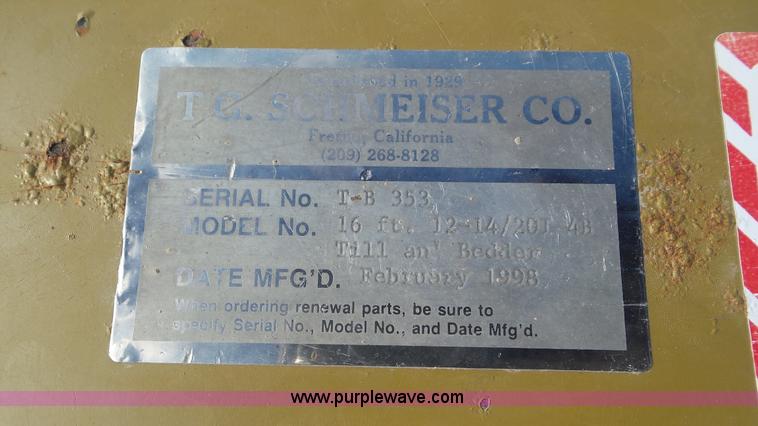 Established in 1929
T G. SCHMEISER CO.
Fresno, California
(209) 268-8128
SERIAL No. T-B 353
MODEL No. 16 ft. 12-14/20I 4B
Till an' Bedder
DATE MFG'D. February 1998
When ordering renewal parts, be sure to
specify Serial No., Model No., and Date Mfg'd.
www.purplewave.com